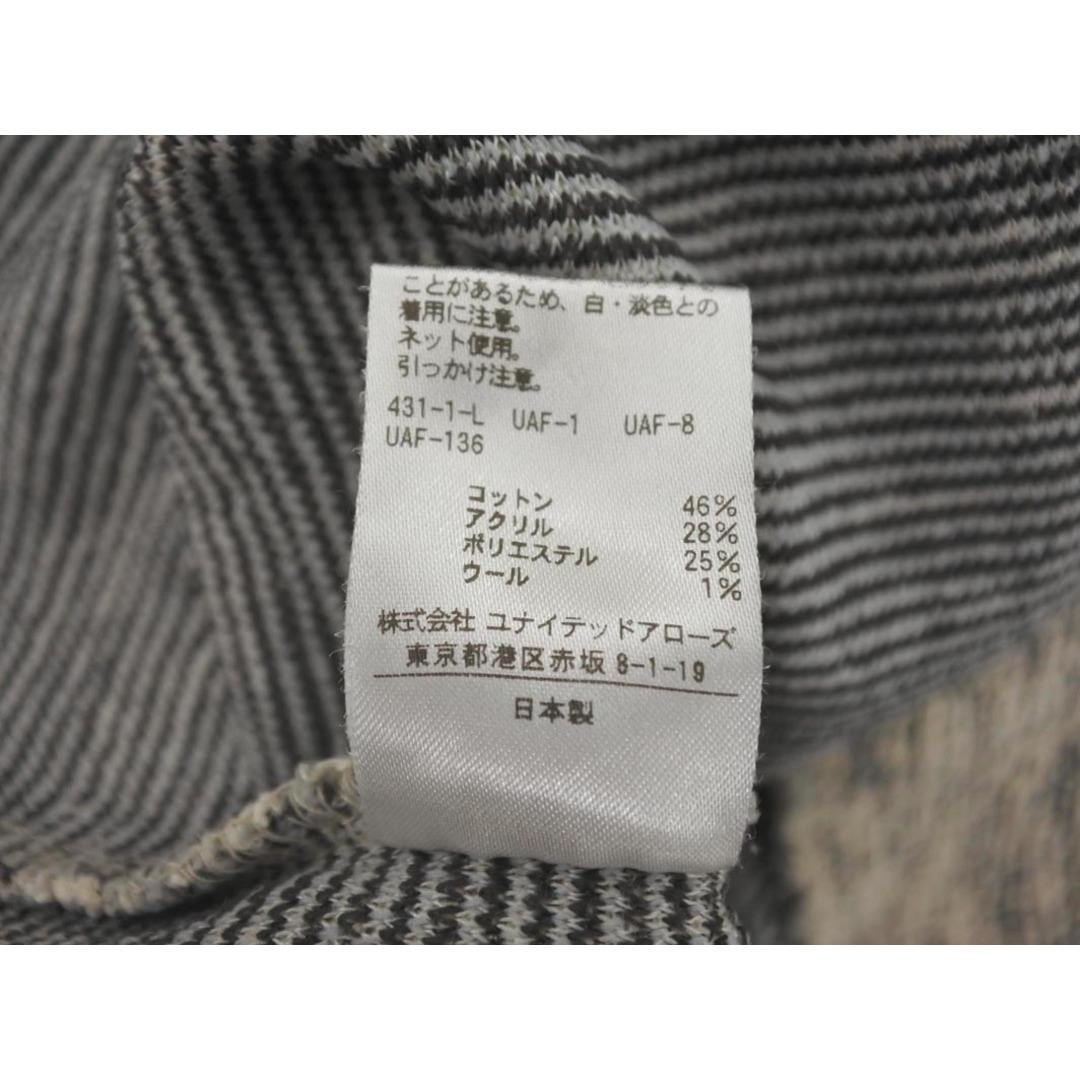 ことがあるため、白・淡色との
着用に注意。
ネット使用。
引っかけ注意。
431-1-L UAF-1 UAF-8
UAF-136
コットン 46%
アクリル 28%
ポリエステル 25%
ウール 1%
株式会社 ユナイテッドアローズ
東京都港区赤坂 8-1-19
日本製